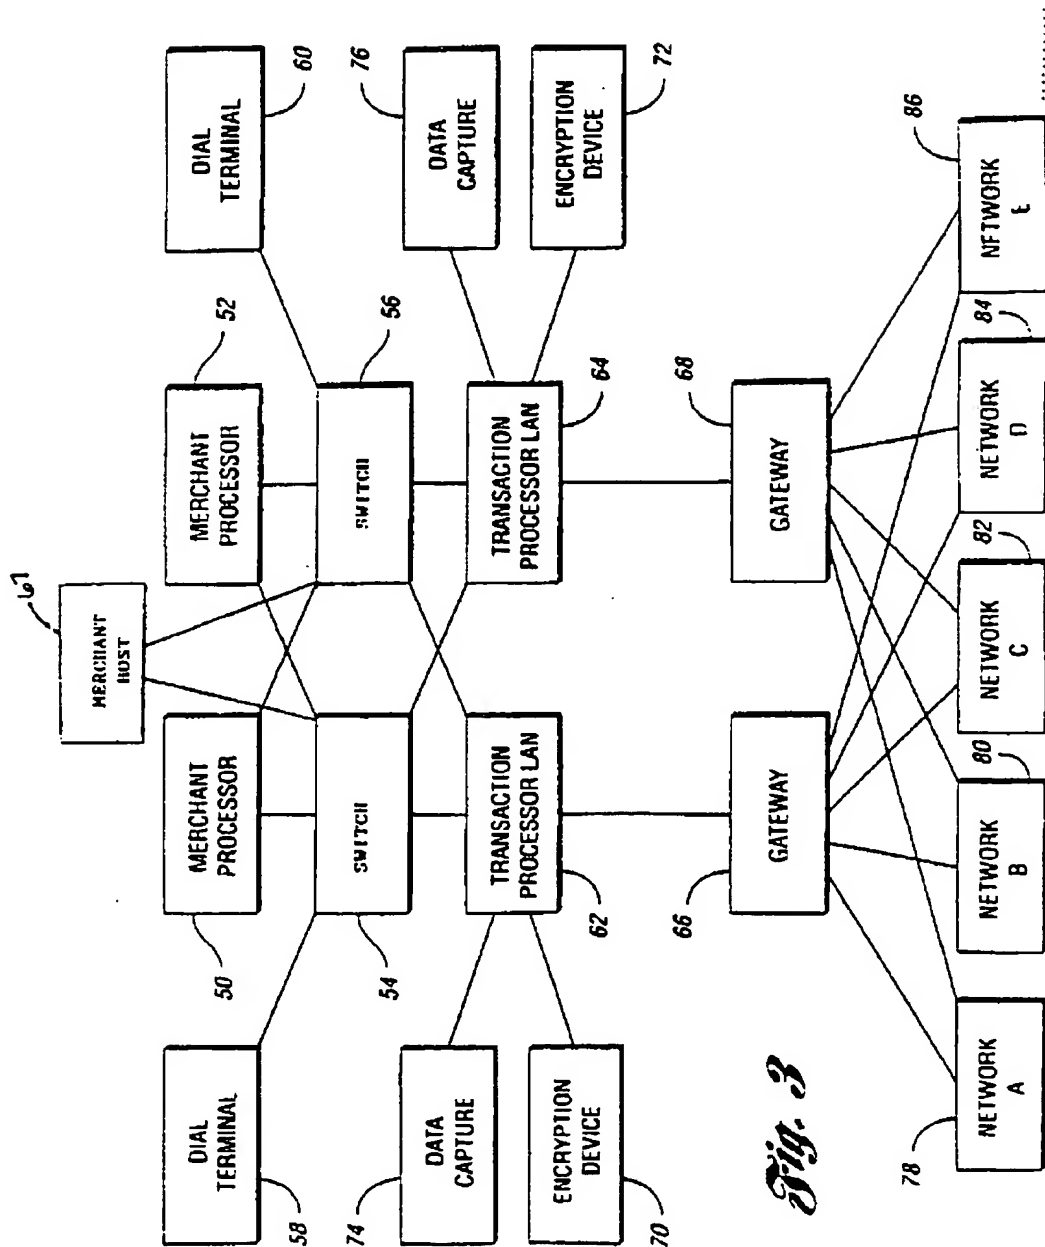 67
MERCHANT
HOST
DIAL
TERMINAL
58
MERCHANT
PROCESSOR
50
MERCHANT
PROCESSOR
52
DIAL
TERMINAL
60
SWITCH
54
SWITCH
56
DATA
CAPTURE
74
TRANSACTION
PROCESSOR LAN
62
TRANSACTION
PROCESSOR LAN
64
DATA
CAPTURE
76
ENCRYPTION
DEVICE
70
ENCRYPTION
DEVICE
72
GATEWAY
66
GATEWAY
68
Fig. 3
NETWORK
A
78
NETWORK
B
80
NETWORK
C
82
NETWORK
D
84
NETWORK
E
86